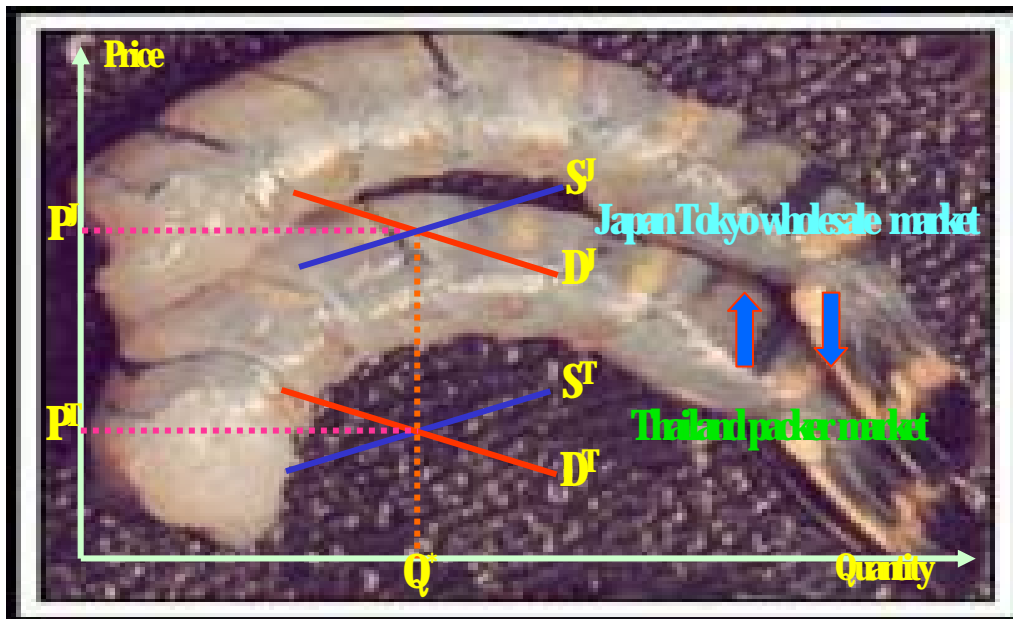 Price
S^J
P^J
Japan Tokyo wholesale market
D^J
S^T
P^T
Thailand packer market
D^T
Q*
Quantity